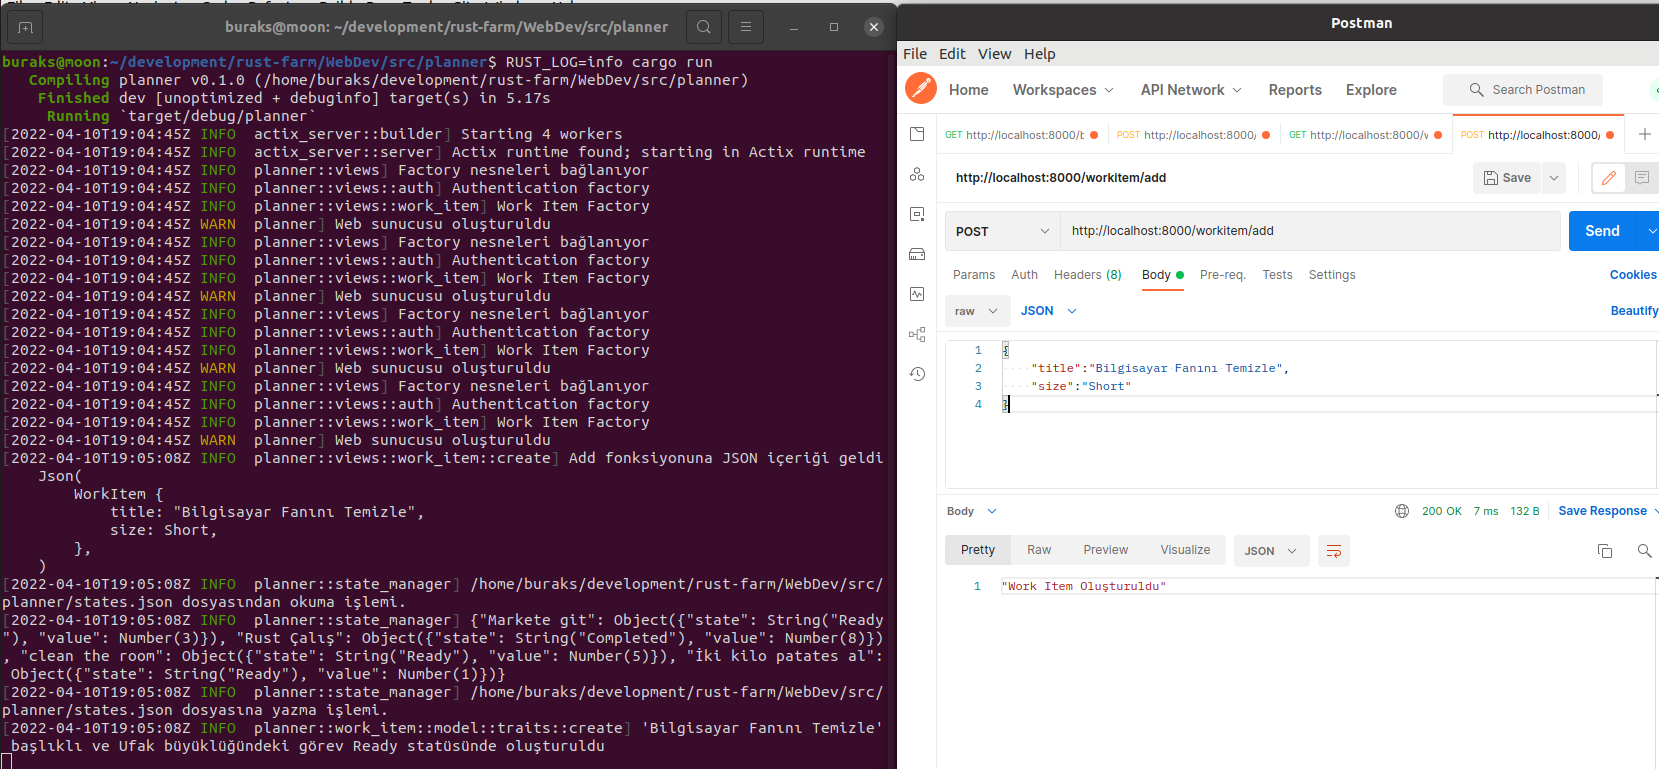 buraks@moon: ~/development/rust-farm/WebDev/src/planner
buraks@moon:~/development/rust-farm/WebDev/src/planner$ RUST_LOG=info cargo run
Compiling planner v0.1.0 (/home/buraks/development/rust-farm/WebDev/src/planner)
Finished dev [unoptimized + debuginfo] target(s) in 5.17s
Running `target/debug/planner`
[2022-04-10T19:04:45Z INFO  actix_server::builder] Starting 4 workers
[2022-04-10T19:04:45Z INFO  actix_server::server] Actix runtime found; starting in Actix runtime
[2022-04-10T19:04:45Z INFO  planner::views] Factory nesneleri bağlanıyor
[2022-04-10T19:04:45Z INFO  planner::views::auth] Authentication factory
[2022-04-10T19:04:45Z INFO  planner::views::work_item] Work Item Factory
[2022-04-10T19:04:45Z WARN  planner] Web sunucusu oluşturuldu
[2022-04-10T19:04:45Z INFO  planner::views] Factory nesneleri bağlanıyor
[2022-04-10T19:04:45Z INFO  planner::views::auth] Authentication factory
[2022-04-10T19:04:45Z INFO  planner::views::work_item] Work Item Factory
[2022-04-10T19:04:45Z WARN  planner] Web sunucusu oluşturuldu
[2022-04-10T19:04:45Z INFO  planner::views] Factory nesneleri bağlanıyor
[2022-04-10T19:04:45Z INFO  planner::views::auth] Authentication factory
[2022-04-10T19:04:45Z INFO  planner::views::work_item] Work Item Factory
[2022-04-10T19:04:45Z WARN  planner] Web sunucusu oluşturuldu
[2022-04-10T19:04:45Z INFO  planner::views] Factory nesneleri bağlanıyor
[2022-04-10T19:04:45Z INFO  planner::views::auth] Authentication factory
[2022-04-10T19:04:45Z INFO  planner::views::work_item] Work Item Factory
[2022-04-10T19:04:45Z WARN  planner] Web sunucusu oluşturuldu
[2022-04-10T19:05:08Z INFO  planner::views::work_item::create] Add fonksiyonuna JSON içeriği geldi
Json(
WorkItem {
title: "Bilgisayar Fanını Temizle",
size: Short,
},
)
[2022-04-10T19:05:08Z INFO  planner::state_manager] /home/buraks/development/rust-farm/WebDev/src/
planner/states.json dosyasından okuma işlemi.
[2022-04-10T19:05:08Z INFO  planner::state_manager] {"Markete git": Object({"state": String("Ready
"), "value": Number(3)}), "Rust Çalış": Object({"state": String("Completed"), "value": Number(8)})
, "clean the room": Object({"state": String("Ready"), "value": Number(5)}), "İki kilo patates al":
Object({"state": String("Ready"), "value": Number(1)})}
[2022-04-10T19:05:08Z INFO  planner::state_manager] /home/buraks/development/rust-farm/WebDev/src/
planner/states.json dosyasına yazma işlemi.
[2022-04-10T19:05:08Z INFO  planner::work_item::model::traits::create] 'Bilgisayar Fanını Temizle'
başlıklı ve Ufak büyüklüğündeki görev Ready statüsünde oluşturuldu
Postman
File Edit View Help
Home Workspaces API Network Reports Explore Search Postman
GET http://localhost:8000/t POST http://localhost:8000/ GET http://localhost:8000/v POST http://localhost:8000/
http://localhost:8000/workitem/add Save
POST http://localhost:8000/workitem/add Send
Params Auth Headers (8) Body Pre-req. Tests Settings Cookies
raw JSON Beautify
1 {
2 "title":"Bilgisayar Fanını Temizle",
3 "size":"Short"
4 }
Body 200 OK 7 ms 132 B Save Response
Pretty Raw Preview Visualize JSON
1 "Work Item Oluşturuldu"